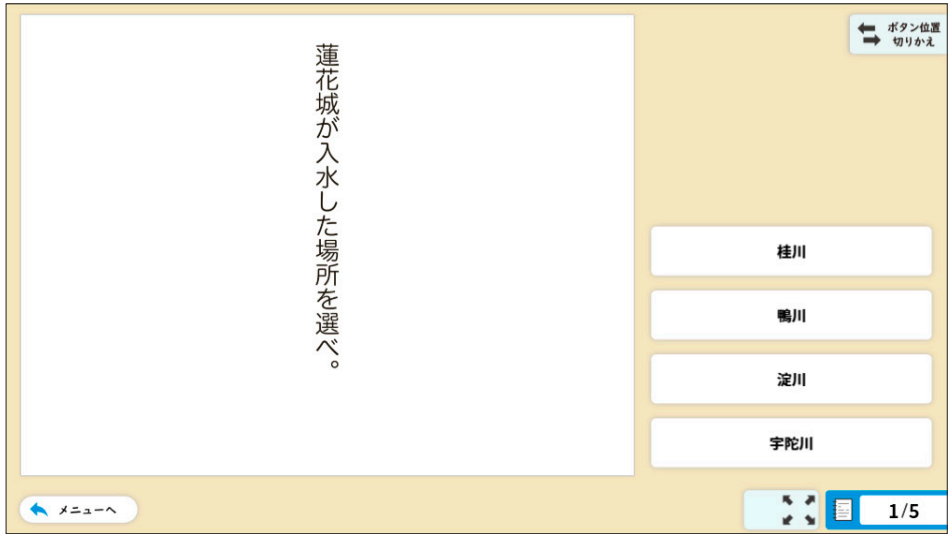 蓮花城が入水した場所を選べ。
ボタン位置
切りかえ
桂川
鴨川
淀川
宇陀川
メニューへ
1/5